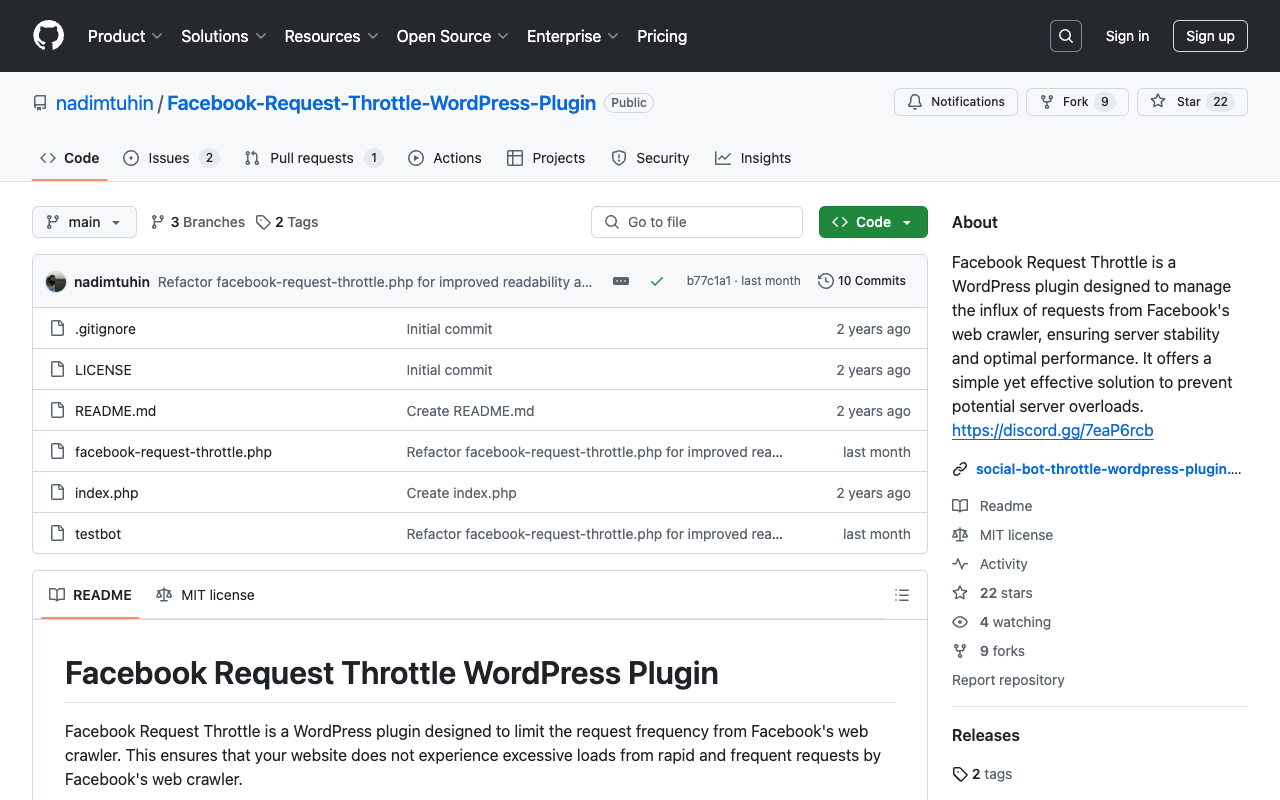 Product Solutions Resources Open Source Enterprise Pricing Sign in Sign up
nadimtuhin / Facebook-Request-Throttle-WordPress-Plugin Public Notifications Fork 9 Star 22
Code Issues 2 Pull requests 1 Actions Projects Security Insights
main 3 Branches 2 Tags Go to file Code
nadimtuhin Refactor facebook-request-throttle.php for improved readability a... b77c1a1 · last month 10 Commits
.gitignore Initial commit 2 years ago
LICENSE Initial commit 2 years ago
README.md Create README.md 2 years ago
facebook-request-throttle.php Refactor facebook-request-throttle.php for improved rea... last month
index.php Create index.php 2 years ago
testbot Refactor facebook-request-throttle.php for improved rea... last month
README MIT license
Facebook Request Throttle WordPress Plugin
Facebook Request Throttle is a WordPress plugin designed to limit the request frequency from Facebook's web
crawler. This ensures that your website does not experience excessive loads from rapid and frequent requests by
Facebook's web crawler.
About
Facebook Request Throttle is a
WordPress plugin designed to manage
the influx of requests from Facebook's
web crawler, ensuring server stability
and optimal performance. It offers a
simple yet effective solution to prevent
potential server overloads.
https://discord.gg/7eaP6rcb
social-bot-throttle-wordpress-plugin....
Readme
MIT license
Activity
22 stars
4 watching
9 forks
Report repository
Releases
2 tags